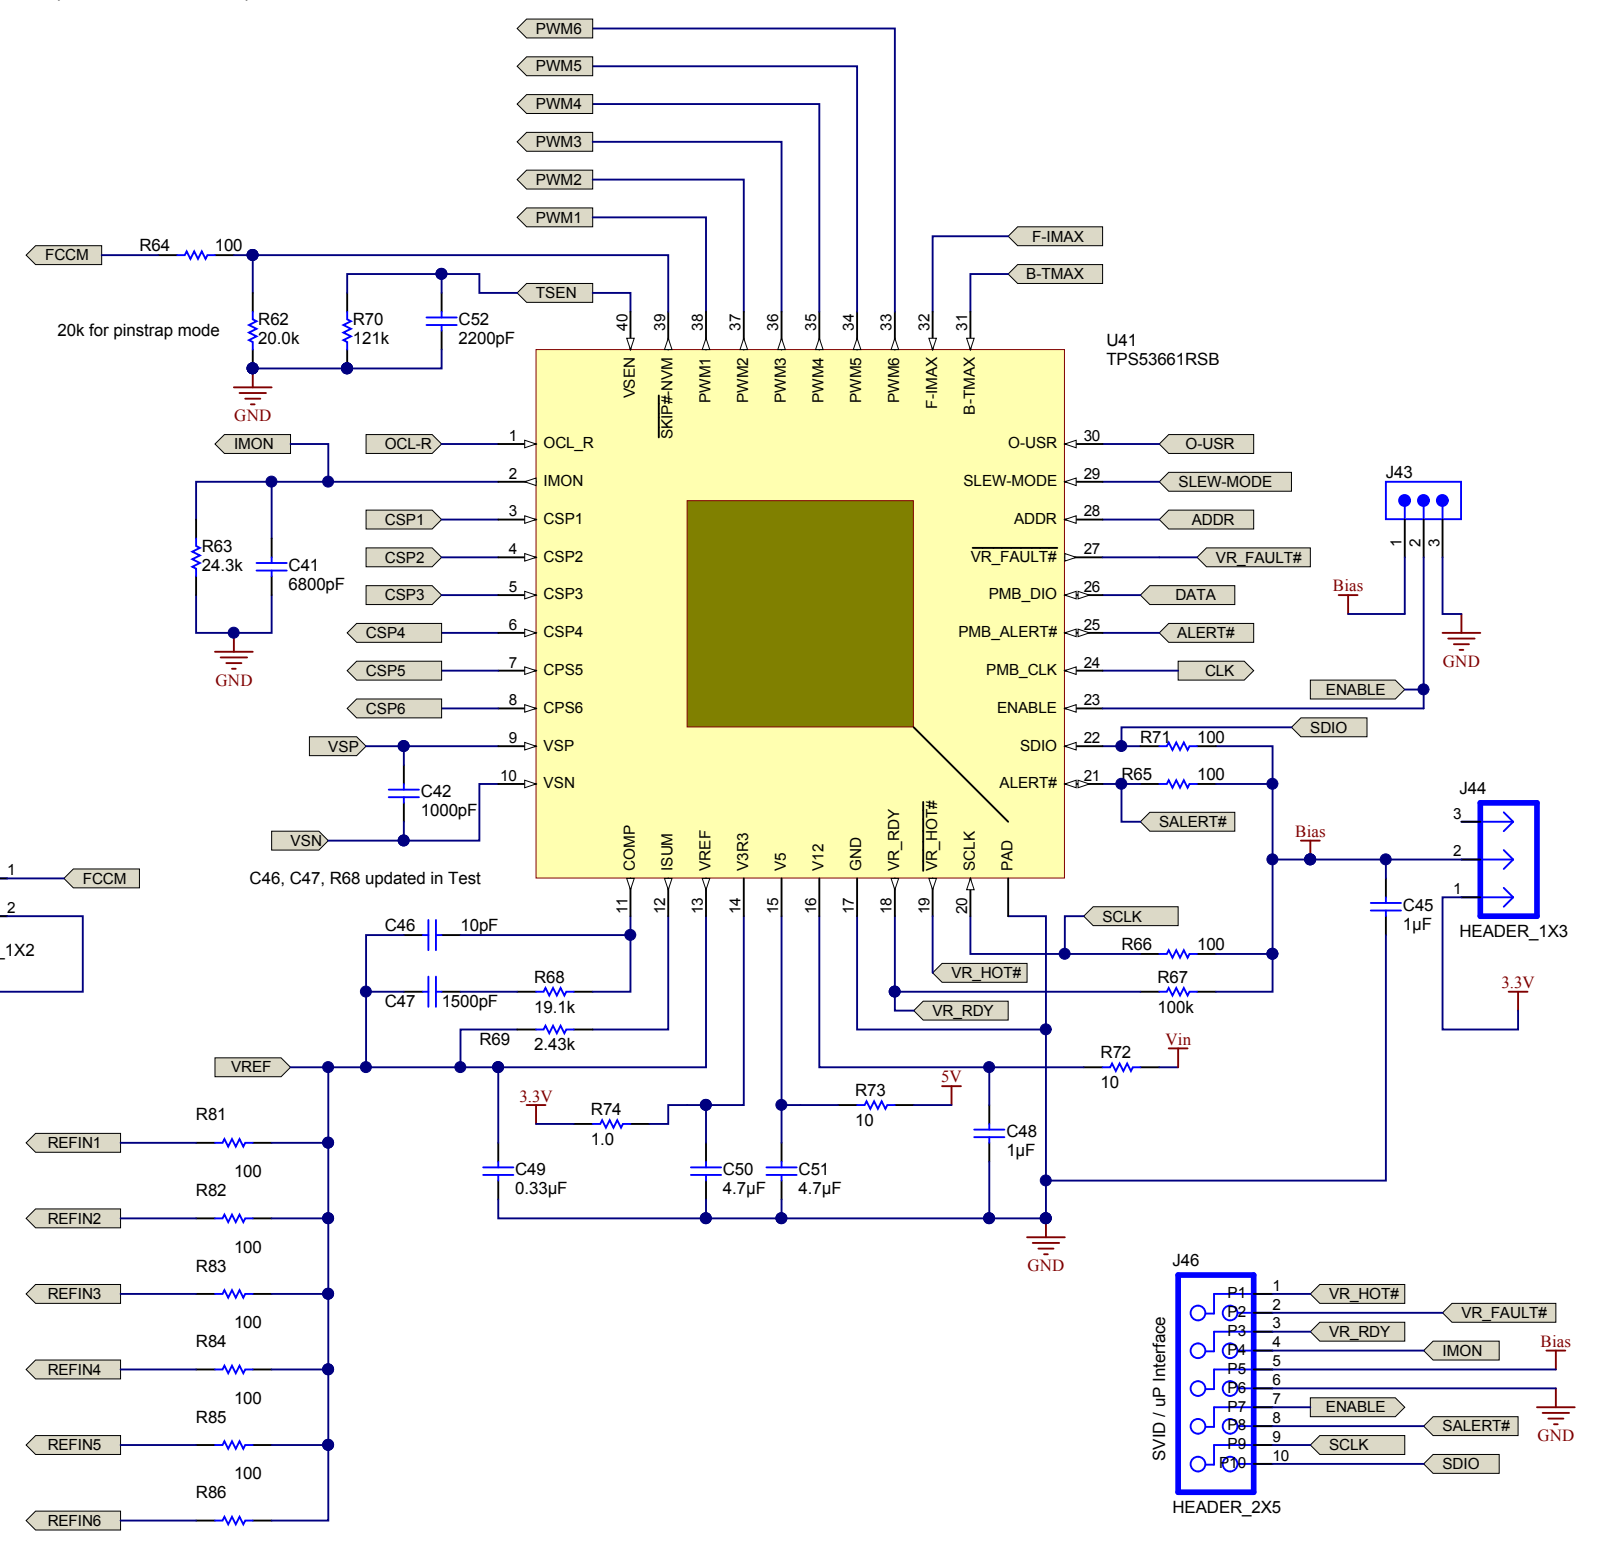 PWM6
PWM5
PWM4
PWM3
PWM2
PWM1
FCCM
R64
100
F-IMAX
B-TMAX
TSEN
20k for pinstrap mode
R62
20.0k
R70
121k
C52
2200pF
GND
40
39
38
37
36
35
34
33
32
31
U41
TPS53661RSB
VSEN
SKIP#-NVM
PWM1
PWM2
PWM3
PWM4
PWM5
PWM6
F-IMAX
B-TMAX
IMON
OCL-R
1
OCL_R
O-USR
30
O-USR
2
IMON
SLEW-MODE
29
SLEW-MODE
CSP1
3
CSP1
ADDR
28
ADDR
CSP2
4
CSP2
VR_FAULT#
27
VR_FAULT#
CSP3
5
CSP3
PMB_DIO
26
DATA
CSP4
6
CSP4
PMB_ALERT#
25
ALERT#
CSP5
7
CPS5
PMB_CLK
24
CLK
CSP6
8
CPS6
ENABLE
23
VSP
9
VSP
SDIO
22
10
VSN
ALERT#
21
VSN
R63
24.3k
C41
6800pF
GND
C42
1000pF
J43
1
2
3
Bias
GND
ENABLE
SDIO
R71
100
R65
100
SALERT#
Bias
J44
3
2
1
C45
1µF
HEADER_1X3
3.3V
COMP
ISUM
VREF
V3R3
V5
V12
GND
VR_RDY
VR_HOT#
SCLK
PAD
11
12
13
14
15
16
17
18
19
20
1
FCCM
2
_1X2
C46, C47, R68 updated in Test
C46
10pF
C47
1500pF
R68
19.1k
R69
2.43k
SCLK
R66
100
VR_HOT#
R67
100k
VR_RDY
VREF
R72
10
Vin
3.3V
R74
1.0
R73
10
5V
C49
0.33µF
C50
4.7µF
C51
4.7µF
C48
1µF
GND
R81
REFIN1
100
R82
REFIN2
100
R83
REFIN3
100
R84
REFIN4
100
R85
REFIN5
100
R86
REFIN6
J46
SVID / uP Interface
P1
1
VR_HOT#
P2
2
VR_FAULT#
P3
3
VR_RDY
P4
4
IMON
P5
5
Bias
P6
6
GND
P7
7
ENABLE
P8
8
SALERT#
P9
9
SCLK
P10
10
SDIO
HEADER_2X5